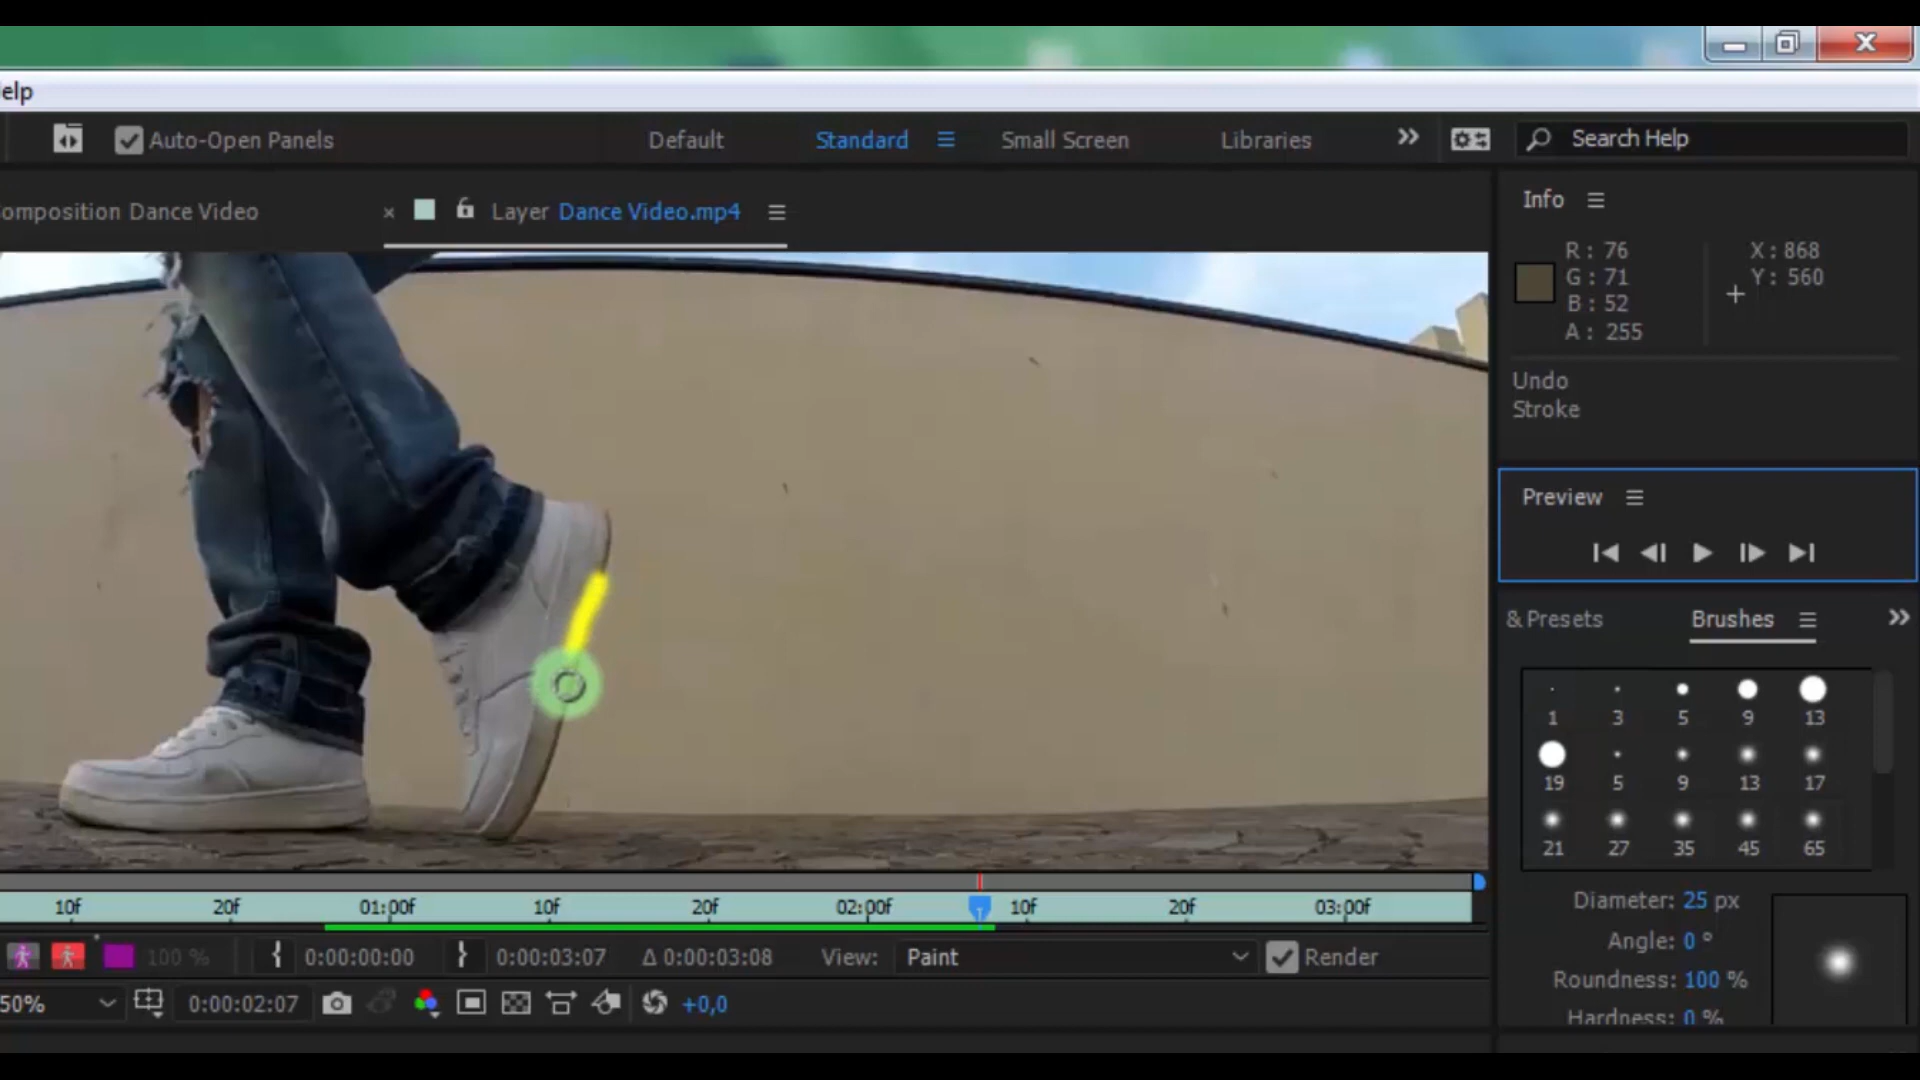 elp
Auto-Open Panels
Default
Standard
Small Screen
Libraries
Search Help
omposition Dance Video
Layer Dance Video.mp4
Info
R: 76
G: 71
B: 52
A: 255
X: 868
Y: 560
Undo
Stroke
Preview
& Presets
Brushes
1 3 5 9 13
19 5 9 13 17
21 27 35 45 65
Diameter: 25 px
Angle: 0 °
Roundness: 100 %
Hardness: 0 %
10f 20f 01:00f 10f 20f 02:00f 10f 20f 03:00f
100 %
0:00:00:00
0:00:03:07
Δ 0:00:03:08
View: Paint
Render
50%
0:00:02:07
+0,0